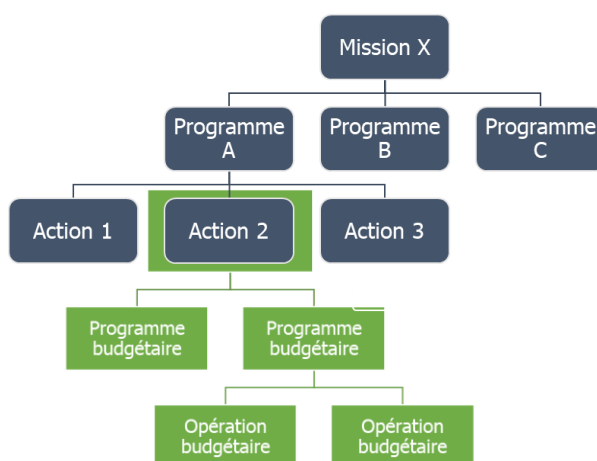 Mission X
Programme
A
Programme
B
Programme
C
Action 1
Action 2
Action 3
Programme
budgétaire
Programme
budgétaire
Opération
budgétaire
Opération
budgétaire